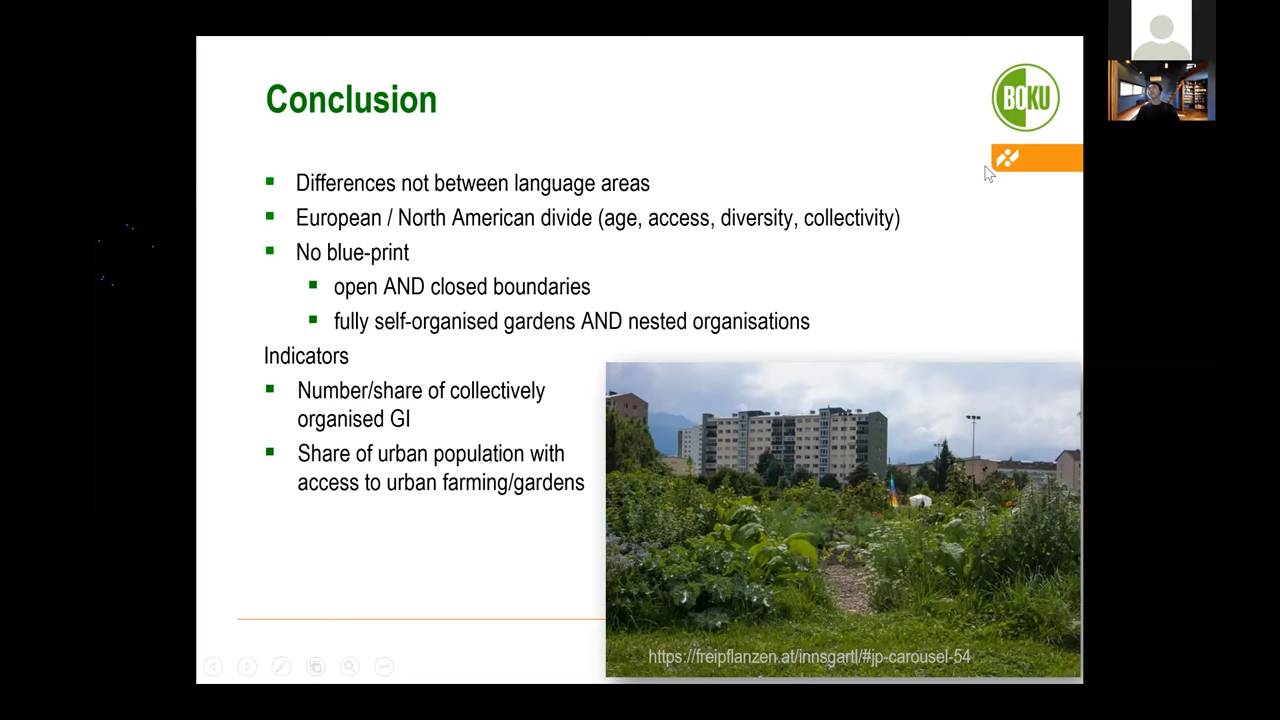 Conclusion
BOKU
Differences not between language areas
European / North American divide (age, access, diversity, collectivity)
No blue-print
open AND closed boundaries
fully self-organised gardens AND nested organisations
Indicators
Number/share of collectively
organised GI
Share of urban population with
access to urban farming/gardens
https://freipflanzen.at/innsgartl/#jp-carousel-54